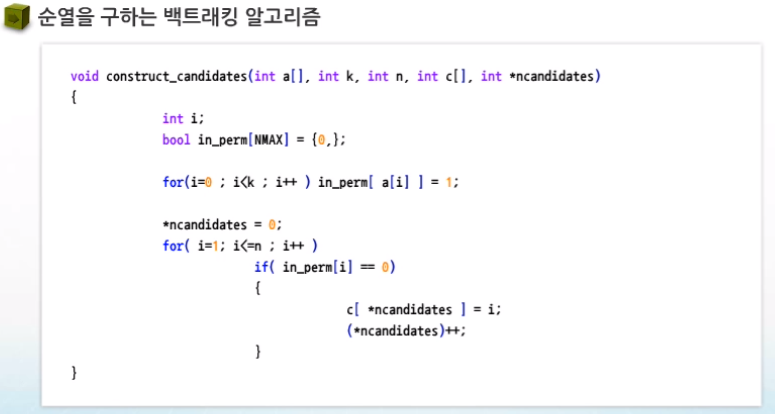 순열을 구하는 백트래킹 알고리즘
void construct_candidates(int a[], int k, int n, int c[], int *ncandidates)
{
int i;
bool in_perm[NMAX] = {0,};
for(i=0 ; i<k ; i++ ) in_perm[ a[i] ] = 1;
*ncandidates = 0;
for( i=1; i<=n ; i++ )
if( in_perm[i] == 0)
{
c[ *ncandidates ] = i;
(*ncandidates)++;
}
}